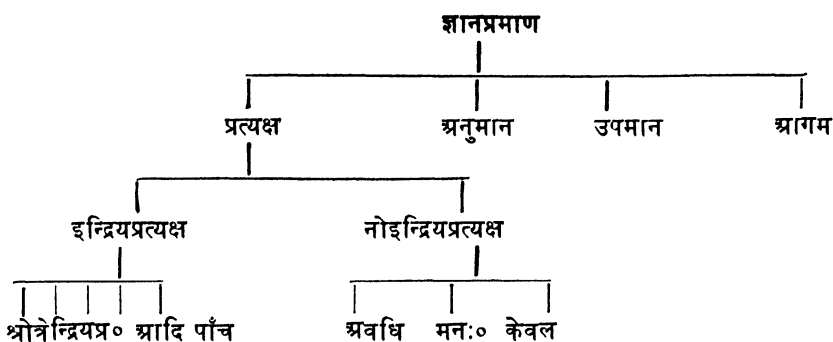 ज्ञानप्रमाण
प्रत्यक्ष अनुमान उपमान आगम
इन्द्रियप्रत्यक्ष नोइन्द्रियप्रत्यक्ष
श्रोत्रेन्द्रियप्र० आदि पाँच अवधि मनः० केवल